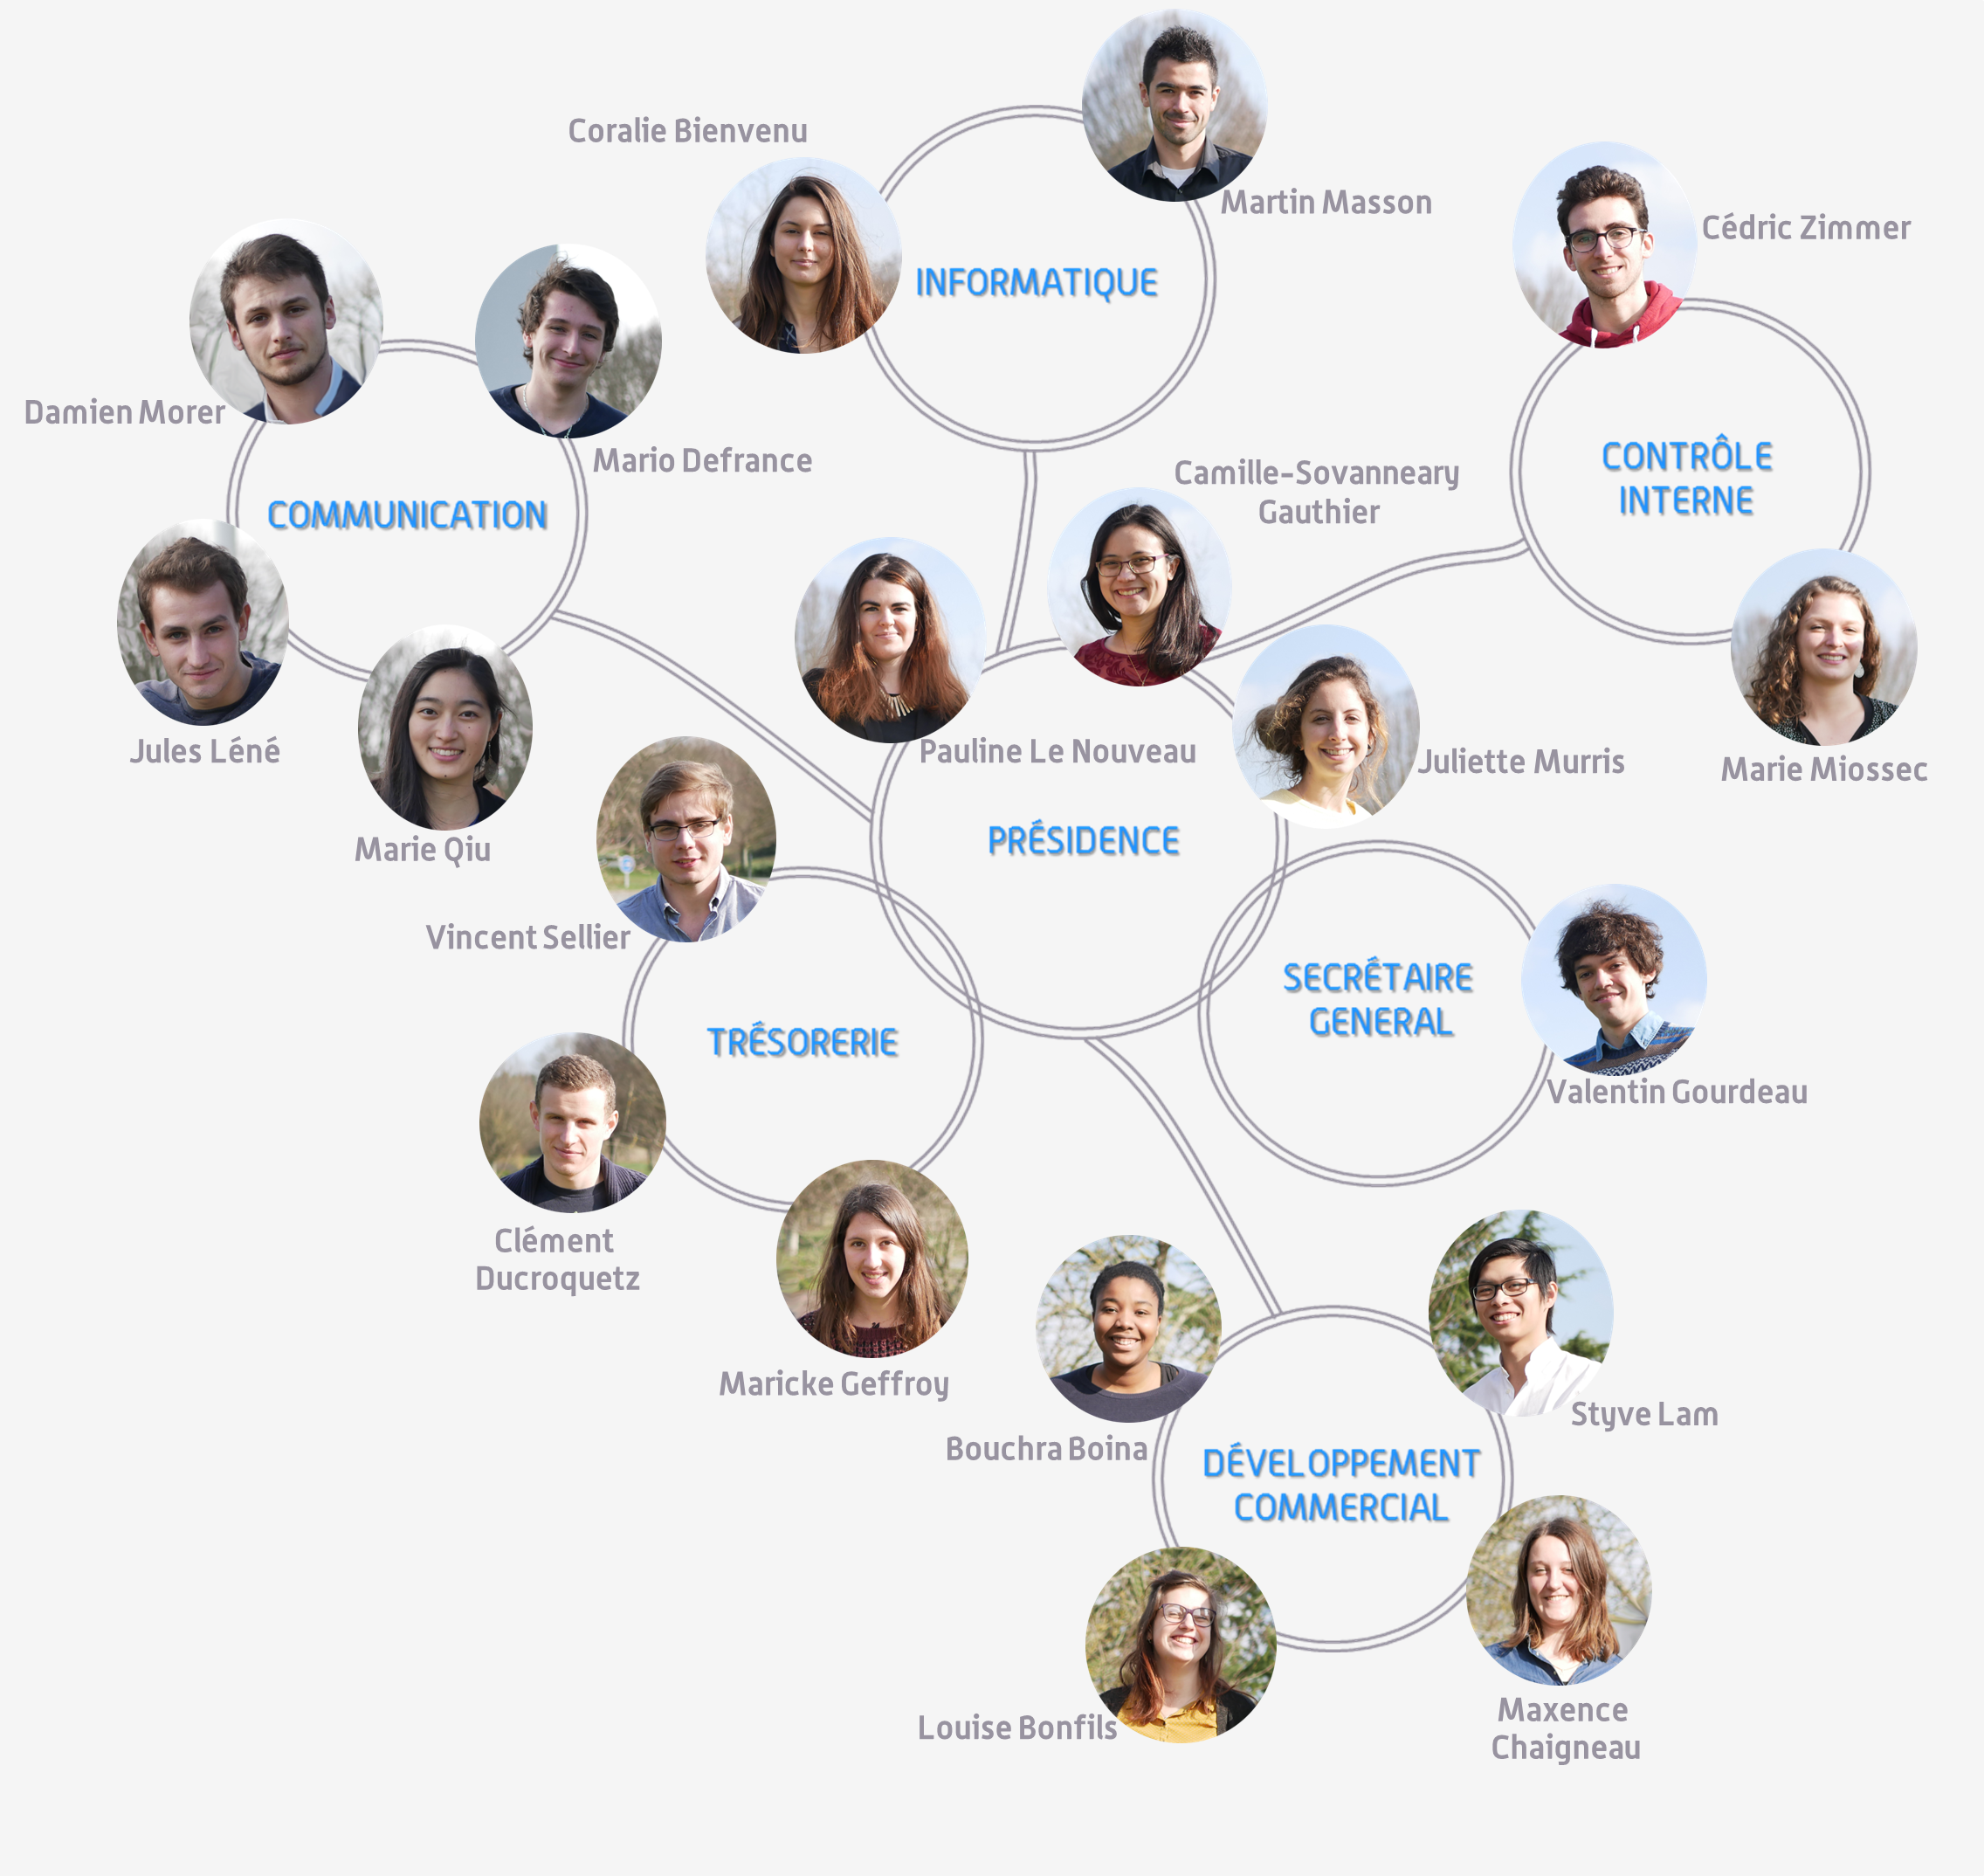 Coralie Bienvenu
Martin Masson
Cédric Zimmer
INFORMATIQUE
Damien Morer
Mario Defrance
COMMUNICATION
Camille-Sovanneary
Gauthier
CONTRÔLE
INTERNE
Jules Léné
Marie Qiu
Pauline Le Nouveau
Juliette Murris
Marie Miossec
PRÉSIDENCE
Vincent Sellier
TRÉSORERIE
SECRÉTAIRE
GENERAL
Valentin Gourdeau
Clément
Ducroquetz
Maricke Geffroy
Bouchra Boina
Styve Lam
DÉVELOPPEMENT
COMMERCIAL
Louise Bonfils
Maxence
Chaigneau